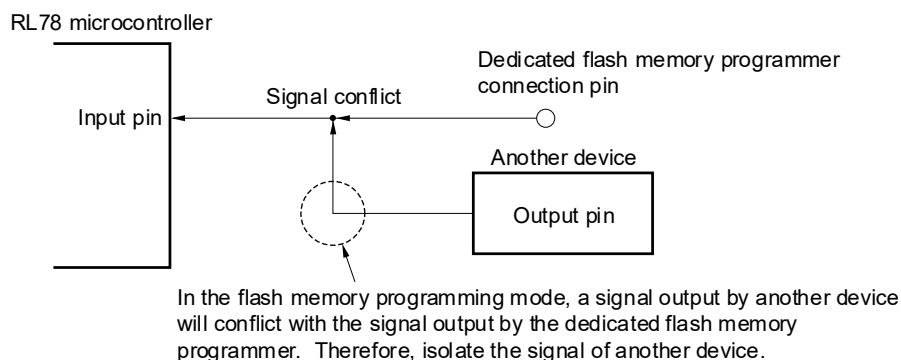 RL78 microcontroller
Dedicated flash memory programmer
connection pin
Signal conflict
Input pin
Another device
Output pin
In the flash memory programming mode, a signal output by another device
will conflict with the signal output by the dedicated flash memory
programmer.  Therefore, isolate the signal of another device.